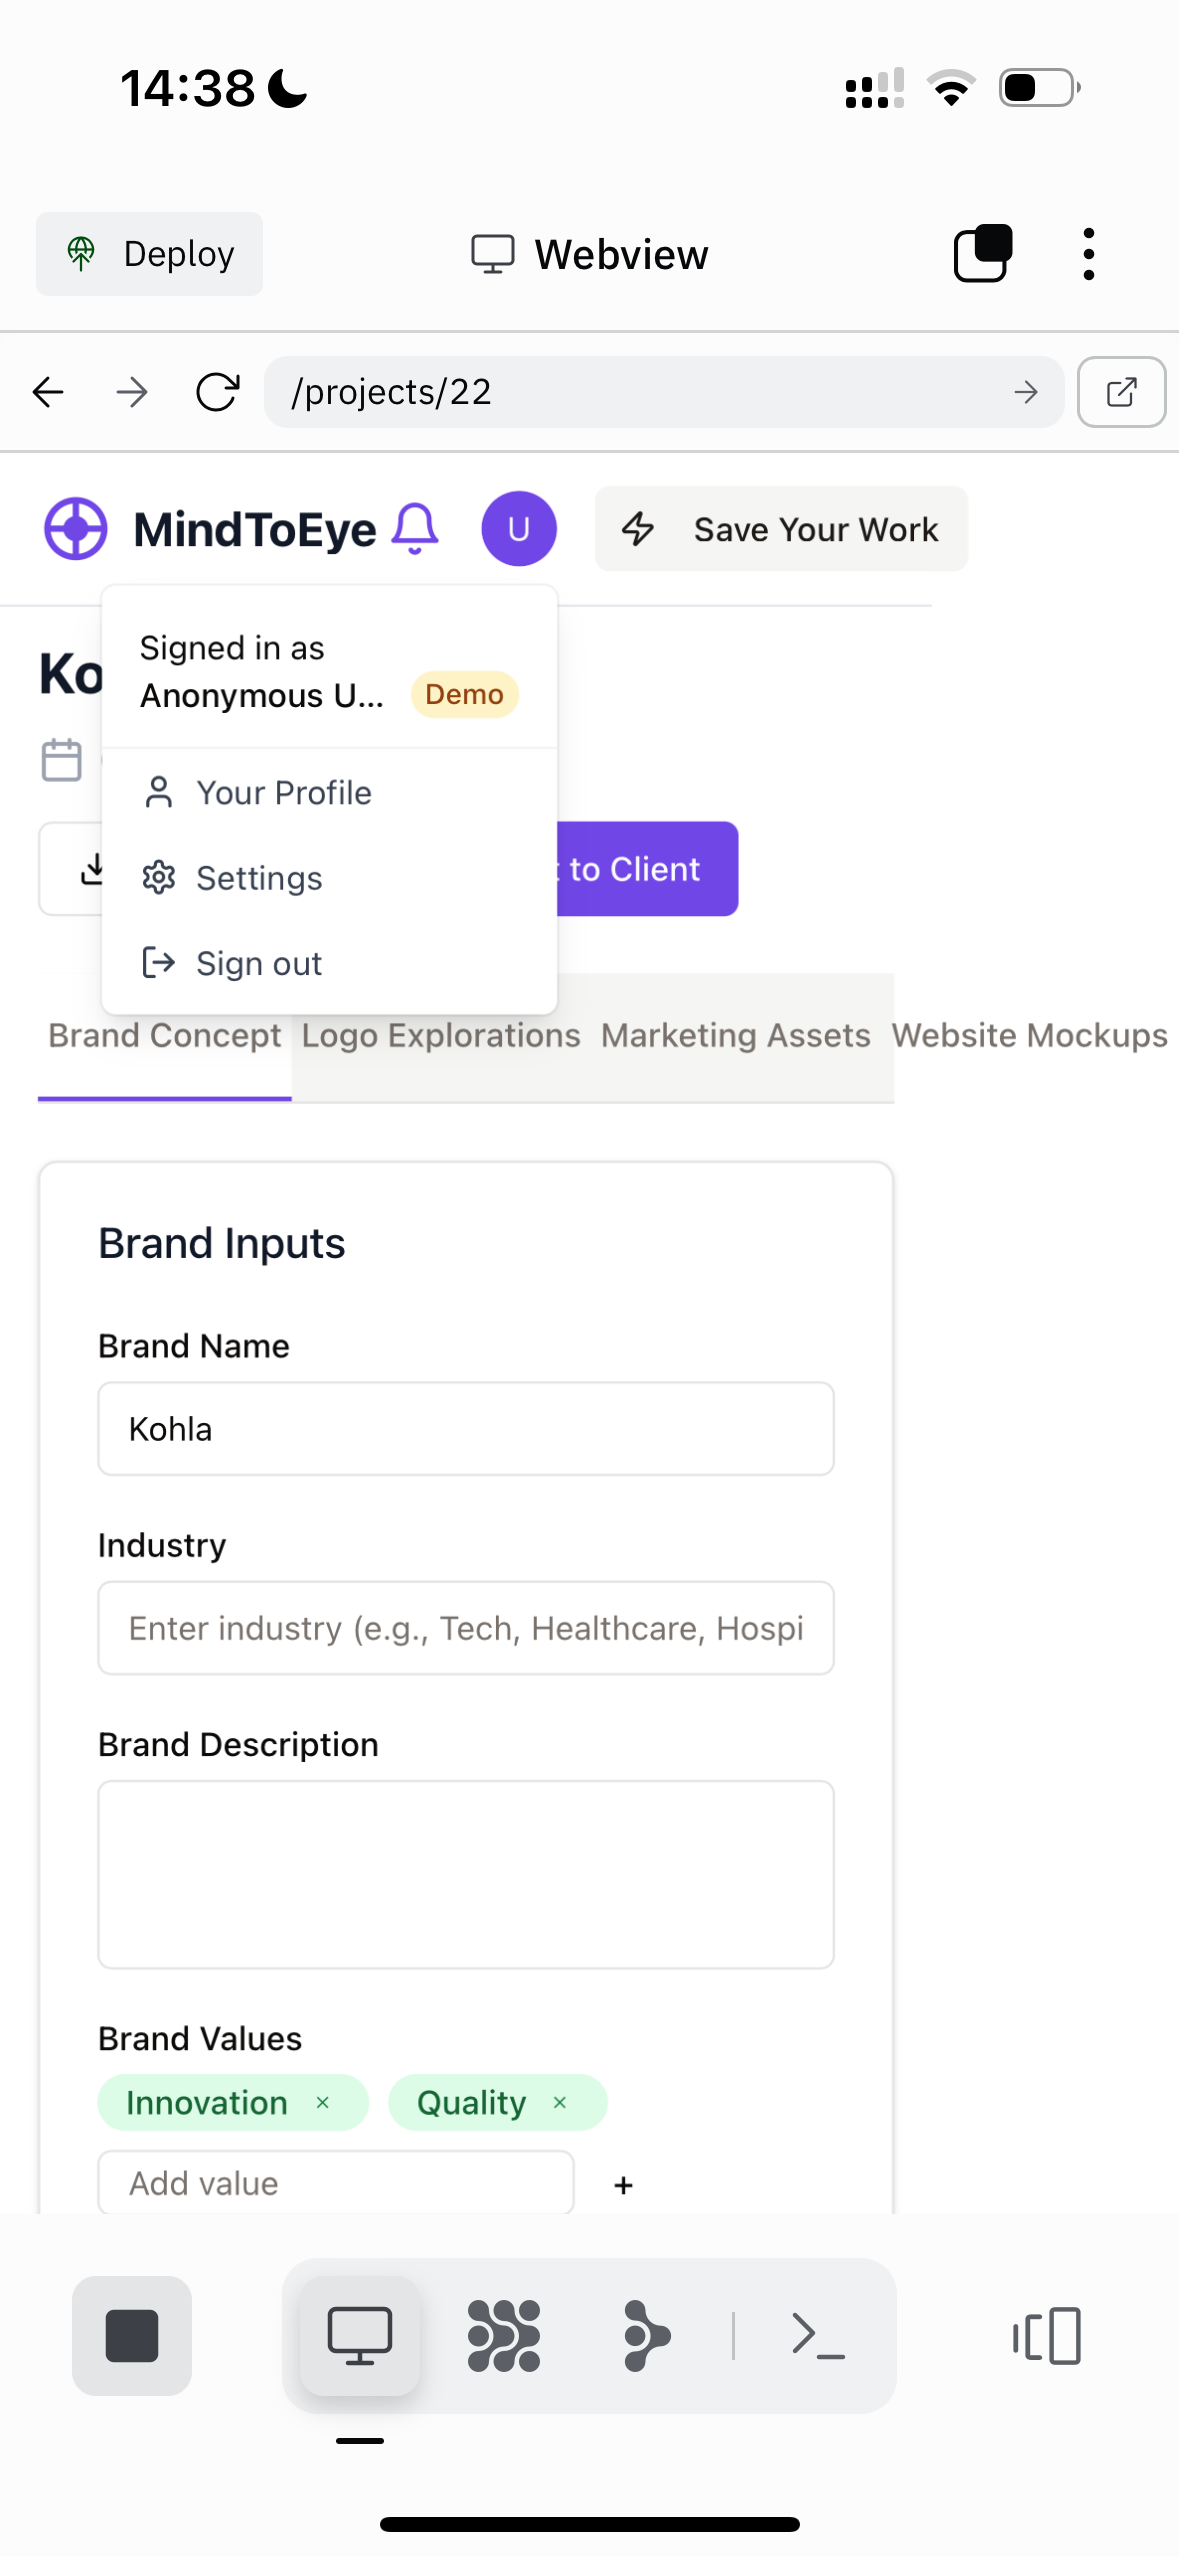 14:38
Deploy
Webview
/projects/22
MindToEye
U
Save Your Work
Signed in as
Anonymous U...
Demo
Ko
Your Profile
to Client
Settings
Sign out
Brand Concept
Logo Explorations
Marketing Assets
Website Mockups
Brand Inputs
Brand Name
Kohla
Industry
Enter industry (e.g., Tech, Healthcare, Hospi
Brand Description
Brand Values
Innovation ×
Quality ×
Add value
+